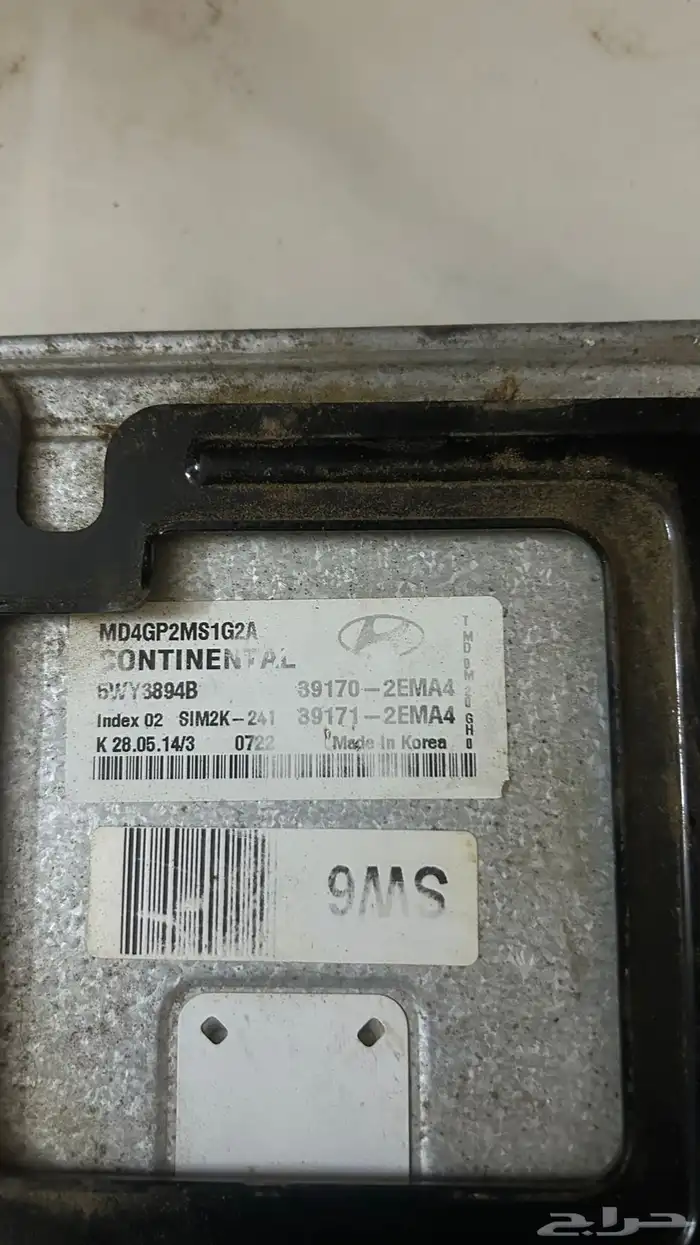 MD4GP2MS1G2A
CONTINENTAL
5WY3894B 39170-2EMA4
Index 02 SIM2K-241 39171-2EMA4
K 28.05.14/3 0722 Made In Korea
SW6
حراج